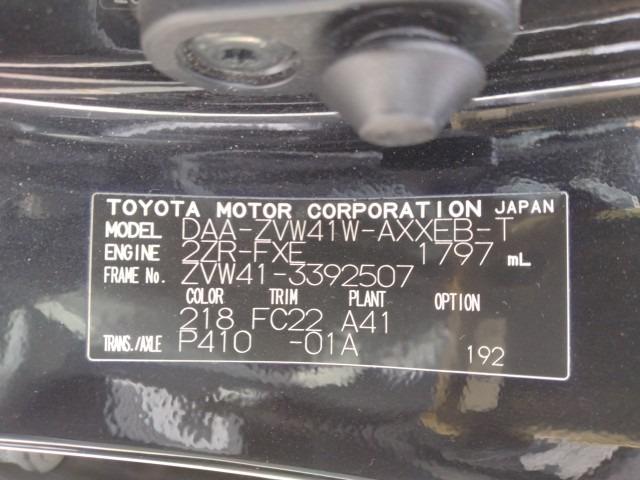 TOYOTA MOTOR CORPORATION JAPAN
MODEL DAA-ZVW41W-AXXEB-T
ENGINE 2ZR-FXE 1797 mL
FRAME No. ZVW41-3392507
COLOR TRIM PLANT OPTION
218 FC22 A41
TRANS./AXLE P410 -01A
192